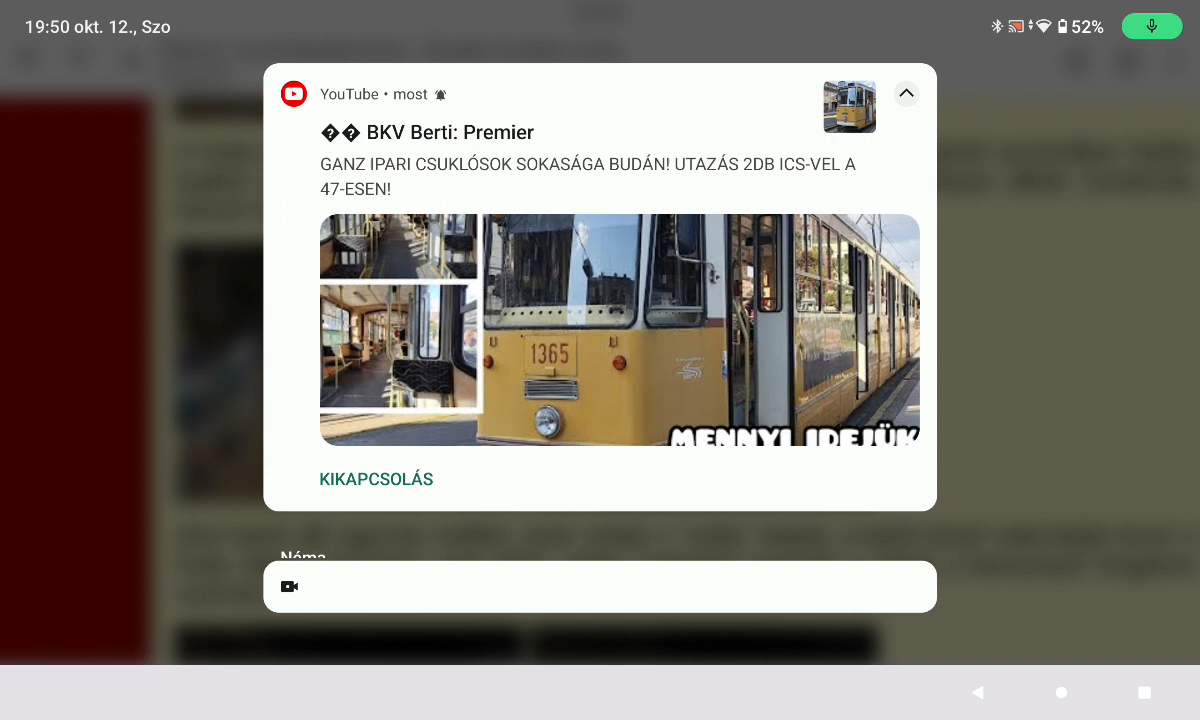 19:50 okt. 12., Szo
52%
YouTube • most
�� BKV Berti: Premier
GANZ IPARI CSUKLÓSOK SOKASÁGA BUDÁN! UTAZÁS 2DB ICS-VEL A
47-ESEN!
1365
MENNYI IDEJÜK
KIKAPCSOLÁS
Néma